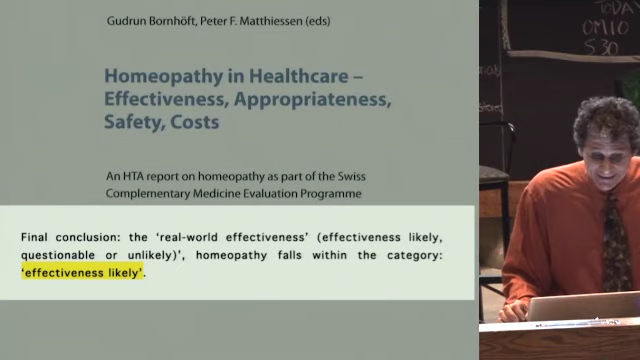 Gudrun Bornhöft, Peter F. Matthiessen (eds)
Homeopathy in Healthcare –
Effectiveness, Appropriateness,
Safety, Costs
An HTA report on homeopathy as part of the Swiss
Complementary Medicine Evaluation Programme
Final conclusion: the ‘real-world effectiveness’ (effectiveness likely,
questionable or unlikely)’, homeopathy falls within the category:
‘effectiveness likely’.
TODAY
530